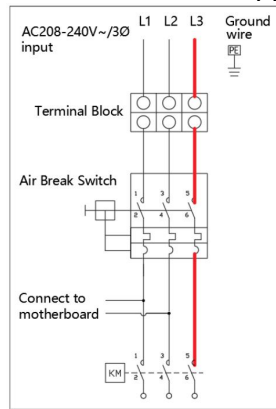 AC208-240V~/3Ø
input
L1 L2 L3
Ground
wire
PE
Terminal Block
Air Break Switch
1 3 5
2 4 6
Connect to
motherboard
KM
1 3 5
2 4 6